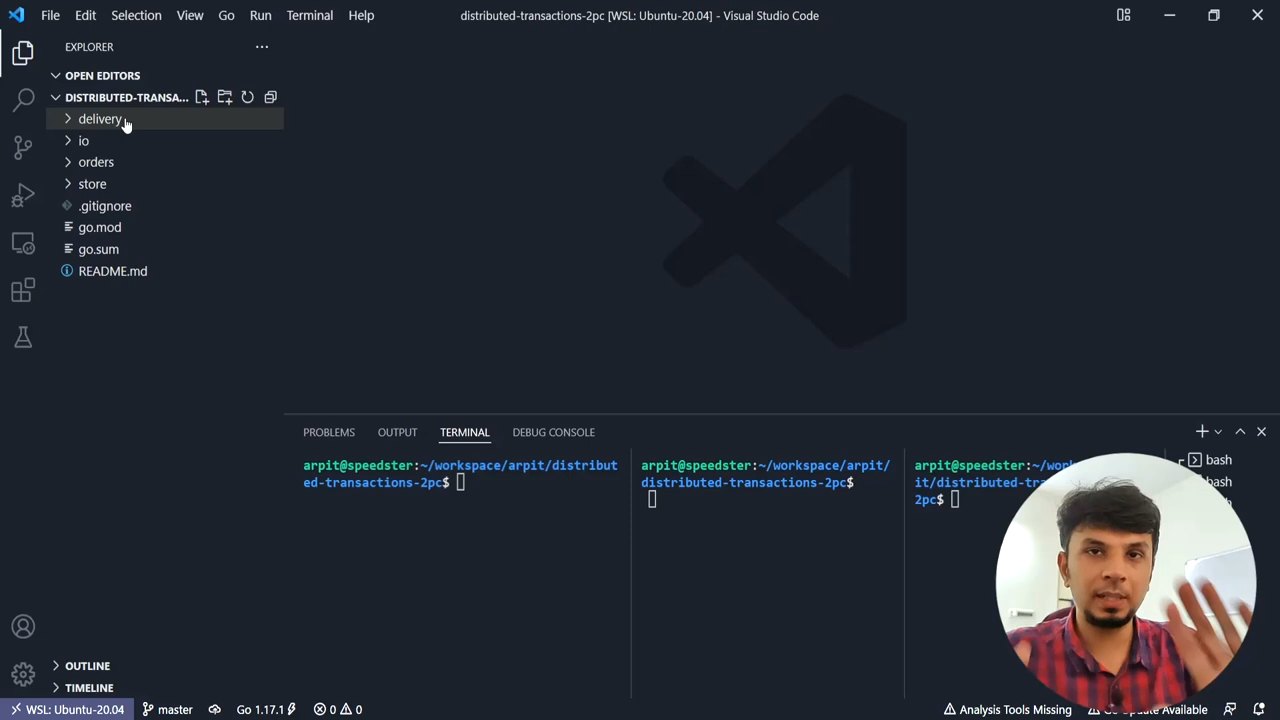 File Edit Selection View Go Run Terminal Help
distributed-transactions-2pc [WSL: Ubuntu-20.04] - Visual Studio Code
EXPLORER
OPEN EDITORS
DISTRIBUTED-TRANSA...
delivery
io
orders
store
.gitignore
go.mod
go.sum
README.md
OUTLINE
TIMELINE
PROBLEMS OUTPUT TERMINAL DEBUG CONSOLE
arpit@speedster:~/workspace/arpit/distribut
ed-transactions-2pc$
arpit@speedster:~/workspace/arpit/
distributed-transactions-2pc$
arpit@speedster:~/work
it/distributed-tra
2pc$
bash
bash
WSL: Ubuntu-20.04 master Go 1.17.1 0 0
Analysis Tools Missing Update Available